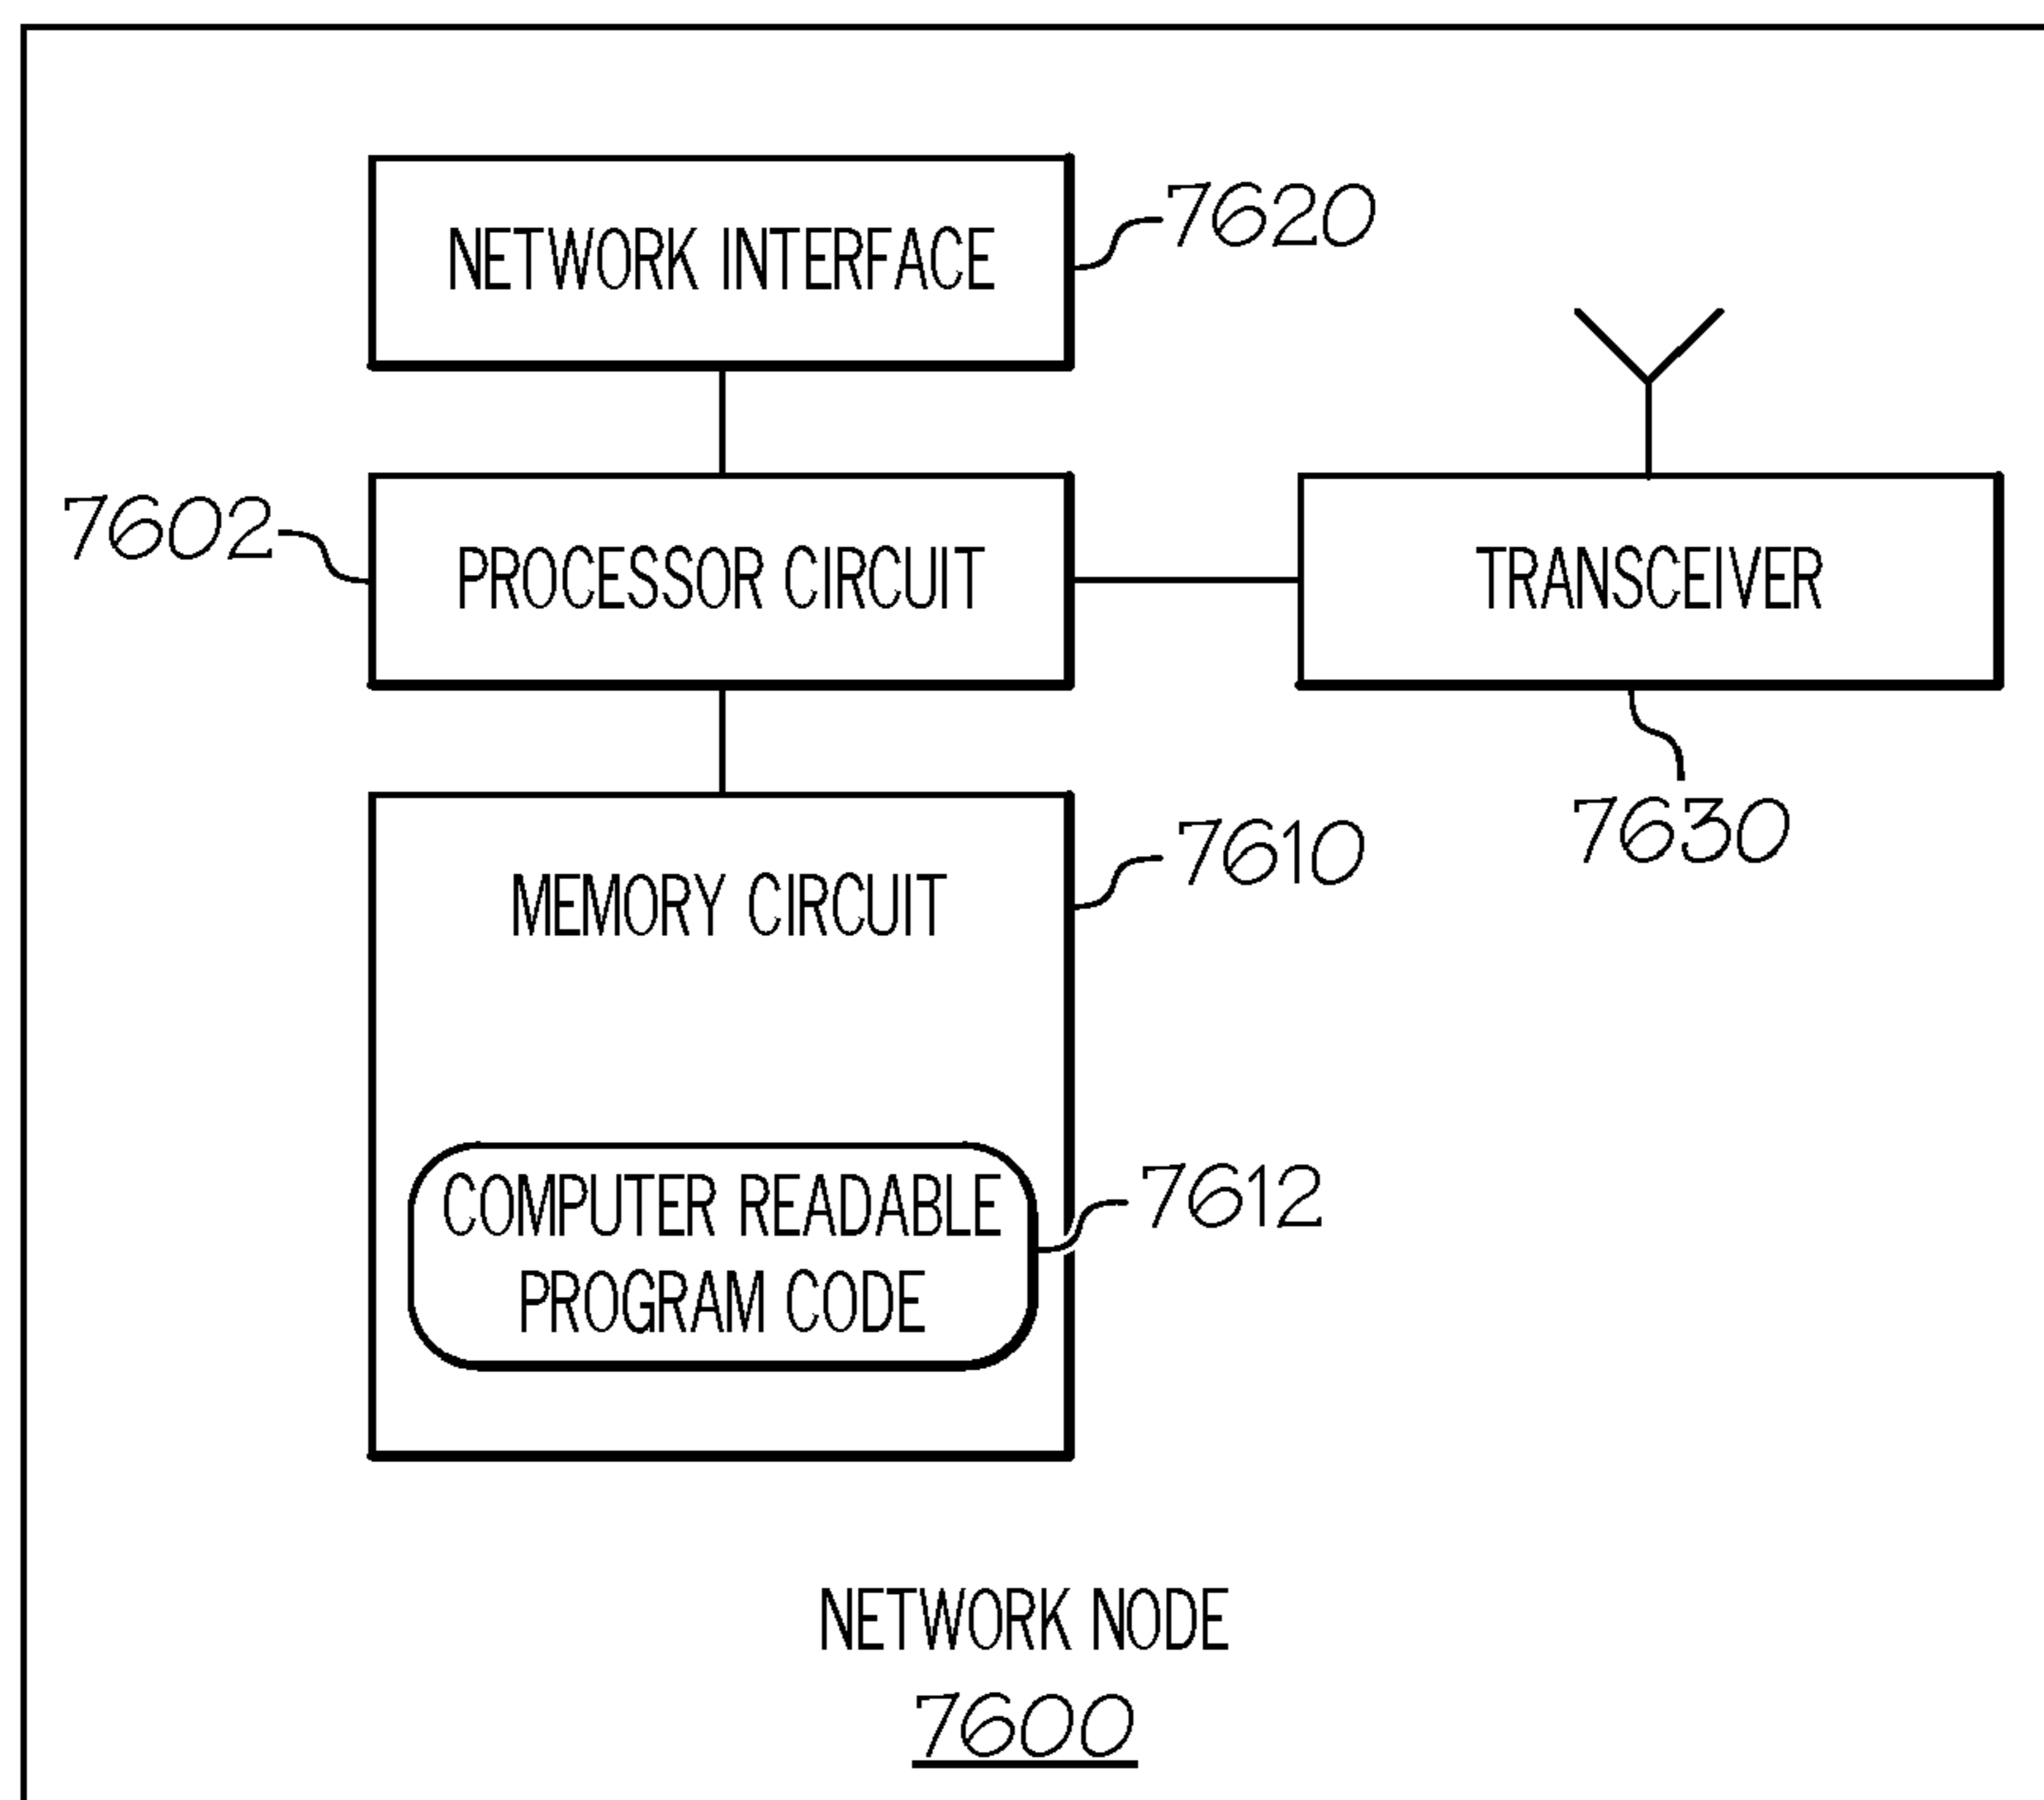 NETWORK INTERFACE
7620
7602
PROCESSOR CIRCUIT
TRANSCEIVER
7630
MEMORY CIRCUIT
7610
COMPUTER READABLE
PROGRAM CODE
7612
NETWORK NODE
7600